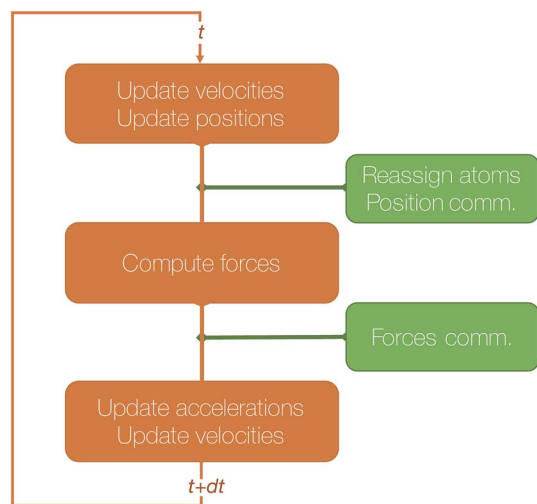 t
Update velocities
Update positions
Reassign atoms
Position comm.
Compute forces
Forces comm.
Update accelerations
Update velocities
t+dt